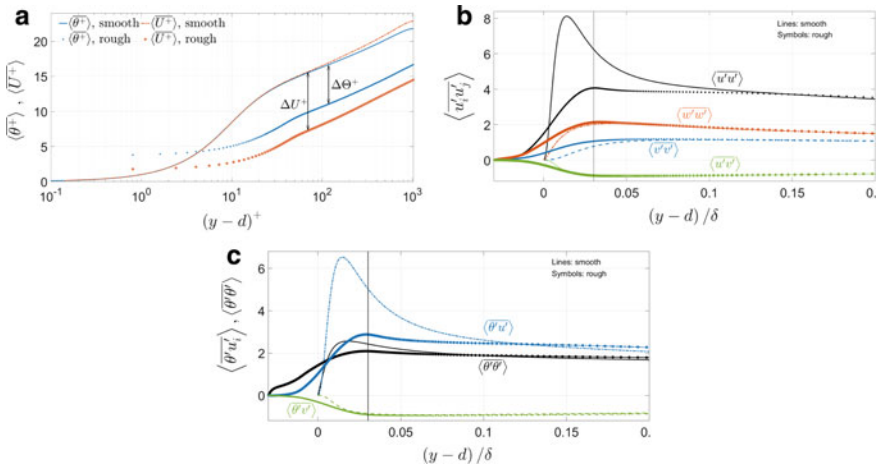 a
⟨θ̅⁺⟩, smooth ⟨U̅⁺⟩, smooth
⟨θ̅⁺⟩, rough ⟨U̅⁺⟩, rough
⟨θ̅⁺⟩ , ⟨U̅⁺⟩
20
15
10
5
0
ΔU⁺
ΔΘ⁺
10⁻¹ 10⁰ 10¹ 10² 10³
(y − d)⁺
b
Lines: smooth
Symbols: rough
⟨u′ᵢu′ⱼ⟩
8
6
4
2
0
⟨u′u′⟩
⟨w′w′⟩
⟨v′v′⟩
⟨u′v′⟩
0 0.05 0.1 0.15 0.
(y − d) /δ
c
Lines: smooth
Symbols: rough
⟨θ′u′ᵢ⟩ , ⟨θ′θ′⟩
6
4
2
0
⟨θ′u′⟩
⟨θ′θ′⟩
⟨θ′v′⟩
0 0.05 0.1 0.15 0.
(y − d) /δ